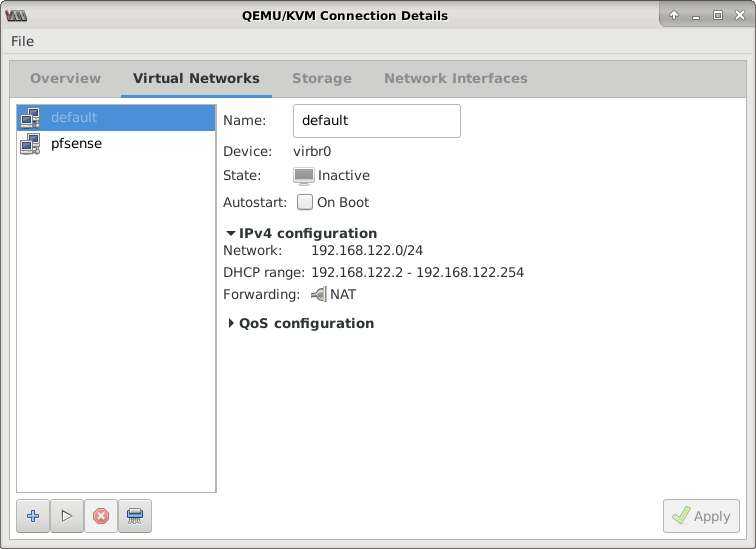 QEMU/KVM Connection Details
File
Overview Virtual Networks Storage Network Interfaces
default
pfsense
Name: default
Device: virbr0
State: Inactive
Autostart: On Boot
IPv4 configuration
Network: 192.168.122.0/24
DHCP range: 192.168.122.2 - 192.168.122.254
Forwarding: NAT
QoS configuration
Apply